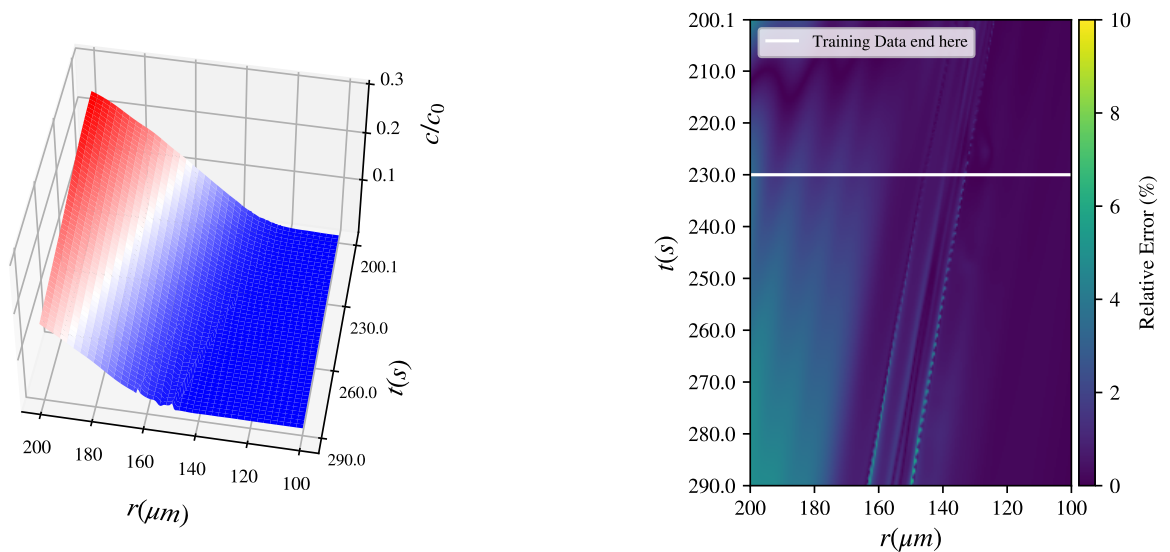 0.3
0.2
0.1
c/c₀
200.1
230.0
260.0
290.0
t(s)
200 180 160 140 120 100
r(μm)
Training Data end here
200.1
210.0
220.0
230.0
240.0
250.0
260.0
270.0
280.0
290.0
t(s)
200 180 160 140 120 100
r(μm)
10
8
6
4
2
0
Relative Error (%)